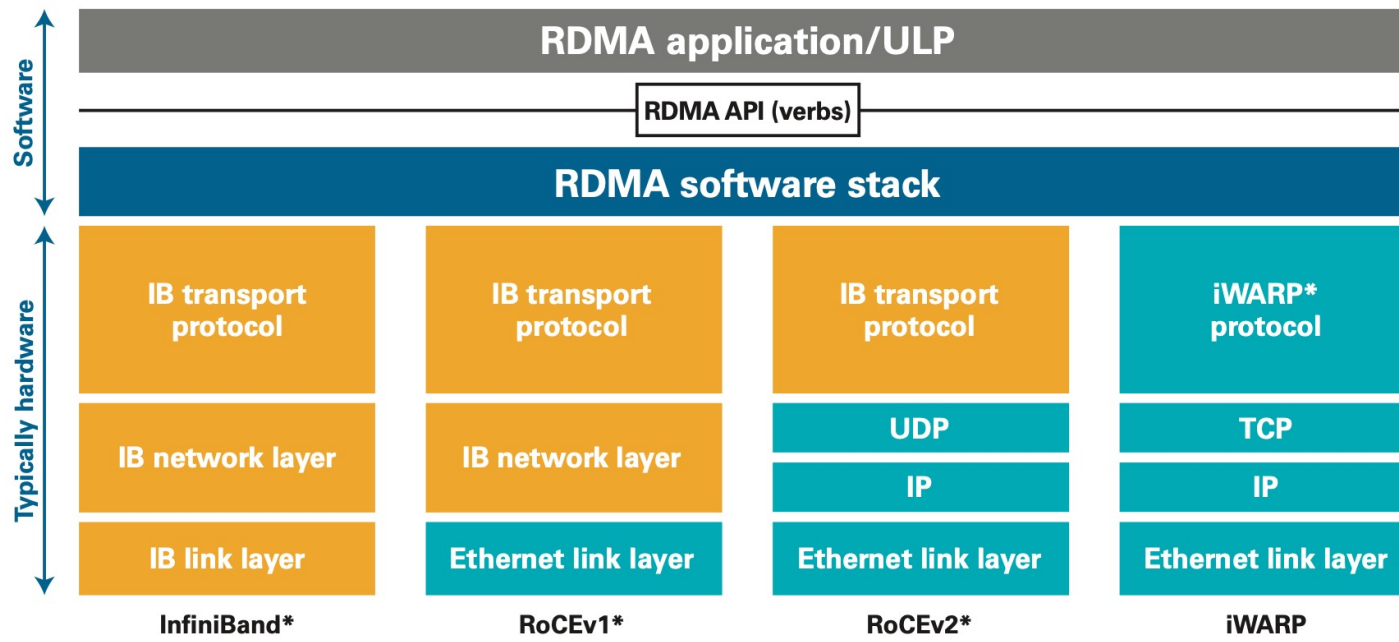 Software
RDMA application/ULP
RDMA API (verbs)
RDMA software stack
Typically hardware
IB transport
protocol
IB network layer
IB link layer
InfiniBand*
IB transport
protocol
IB network layer
Ethernet link layer
RoCEv1*
IB transport
protocol
UDP
IP
Ethernet link layer
RoCEv2*
iWARP*
protocol
TCP
IP
Ethernet link layer
iWARP